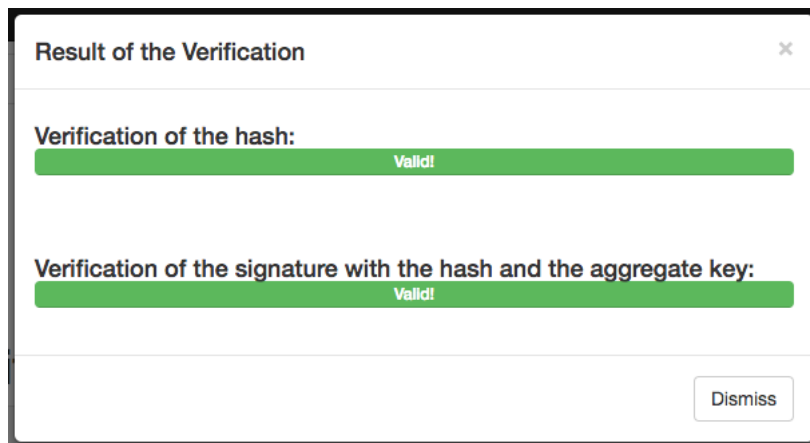 Result of the Verification ×
Verification of the hash:
Valid!
Verification of the signature with the hash and the aggregate key:
Valid!
Dismiss